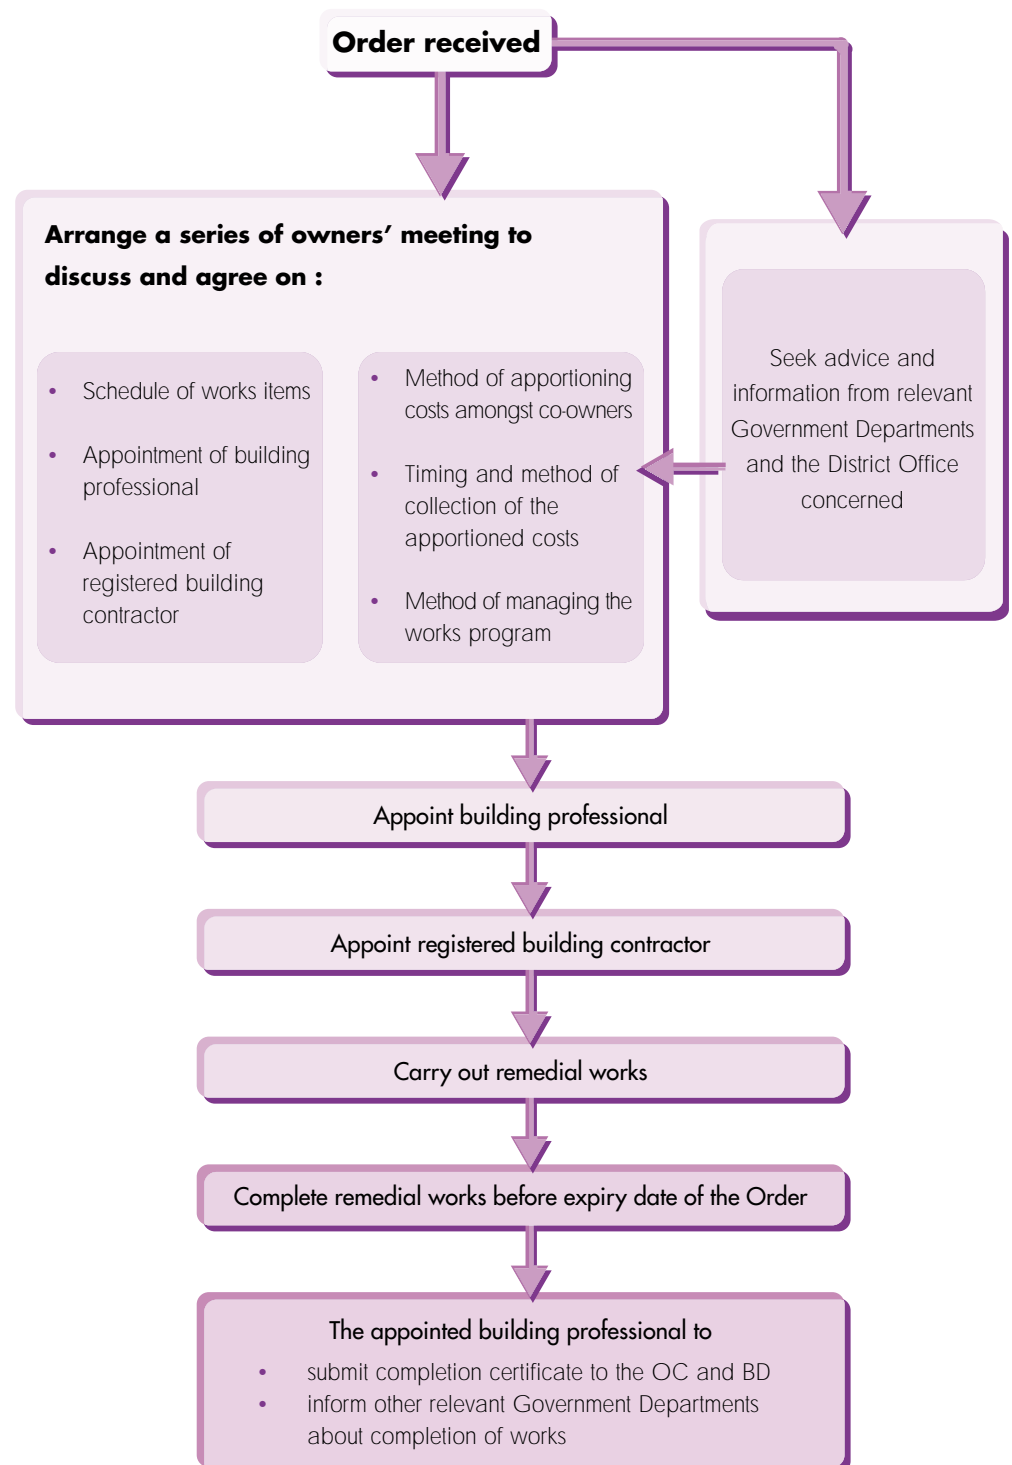 Order received
Arrange a series of owners’ meeting to
discuss and agree on :
• Schedule of works items
• Appointment of building
professional
• Appointment of
registered building
contractor
• Method of apportioning
costs amongst co-owners
• Timing and method of
collection of the
apportioned costs
• Method of managing the
works program
Seek advice and
information from relevant
Government Departments
and the District Office
concerned
Appoint building professional
Appoint registered building contractor
Carry out remedial works
Complete remedial works before expiry date of the Order
The appointed building professional to
• submit completion certificate to the OC and BD
• inform other relevant Government Departments
about completion of works